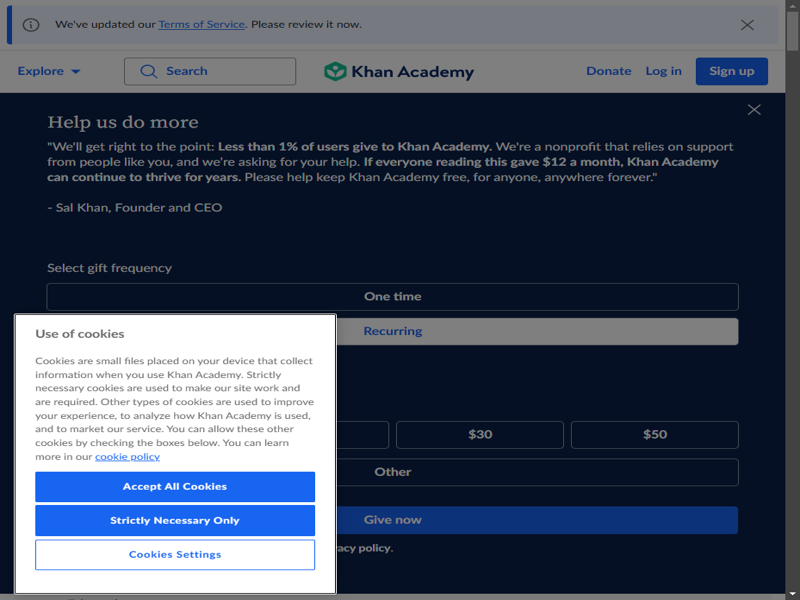 We've updated our Terms of Service. Please review it now.
Explore
Search
Khan Academy
Donate
Log in
Sign up
Help us do more
"We'll get right to the point: Less than 1% of users give to Khan Academy. We're a nonprofit that relies on support
from people like you, and we're asking for your help. If everyone reading this gave $12 a month, Khan Academy
can continue to thrive for years. Please help keep Khan Academy free, for anyone, anywhere forever."
- Sal Khan, Founder and CEO
Select gift frequency
One time
Recurring
$30
$50
Other
Give now
policy.
Use of cookies
Cookies are small files placed on your device that collect
information when you use Khan Academy. Strictly
necessary cookies are used to make our site work and
are required. Other types of cookies are used to improve
your experience, to analyze how Khan Academy is used,
and to market our service. You can allow these other
cookies by checking the boxes below. You can learn
more in our cookie policy
Accept All Cookies
Strictly Necessary Only
Cookies Settings